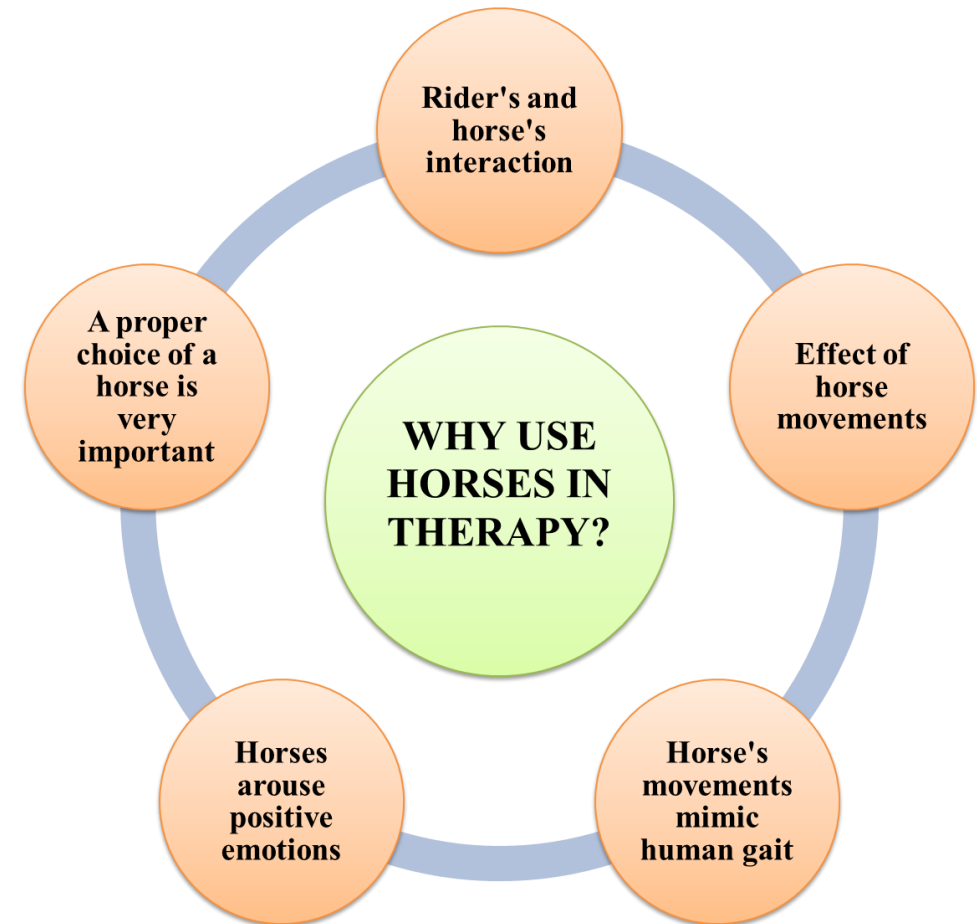 Rider's and
horse's
interaction
A proper
choice of a
horse is
very
important
Effect of
horse
movements
WHY USE
HORSES IN
THERAPY?
Horses
arouse
positive
emotions
Horse's
movements
mimic
human gait